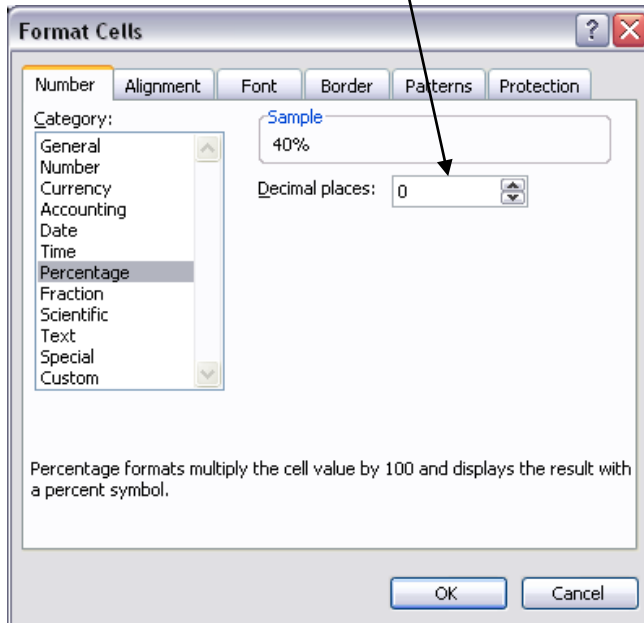 Format Cells
Number Alignment Font Border Patterns Protection
Category:
General
Number
Currency
Accounting
Date
Time
Percentage
Fraction
Scientific
Text
Special
Custom
Sample
40%
Decimal places: 0
Percentage formats multiply the cell value by 100 and displays the result with
a percent symbol.
OK Cancel